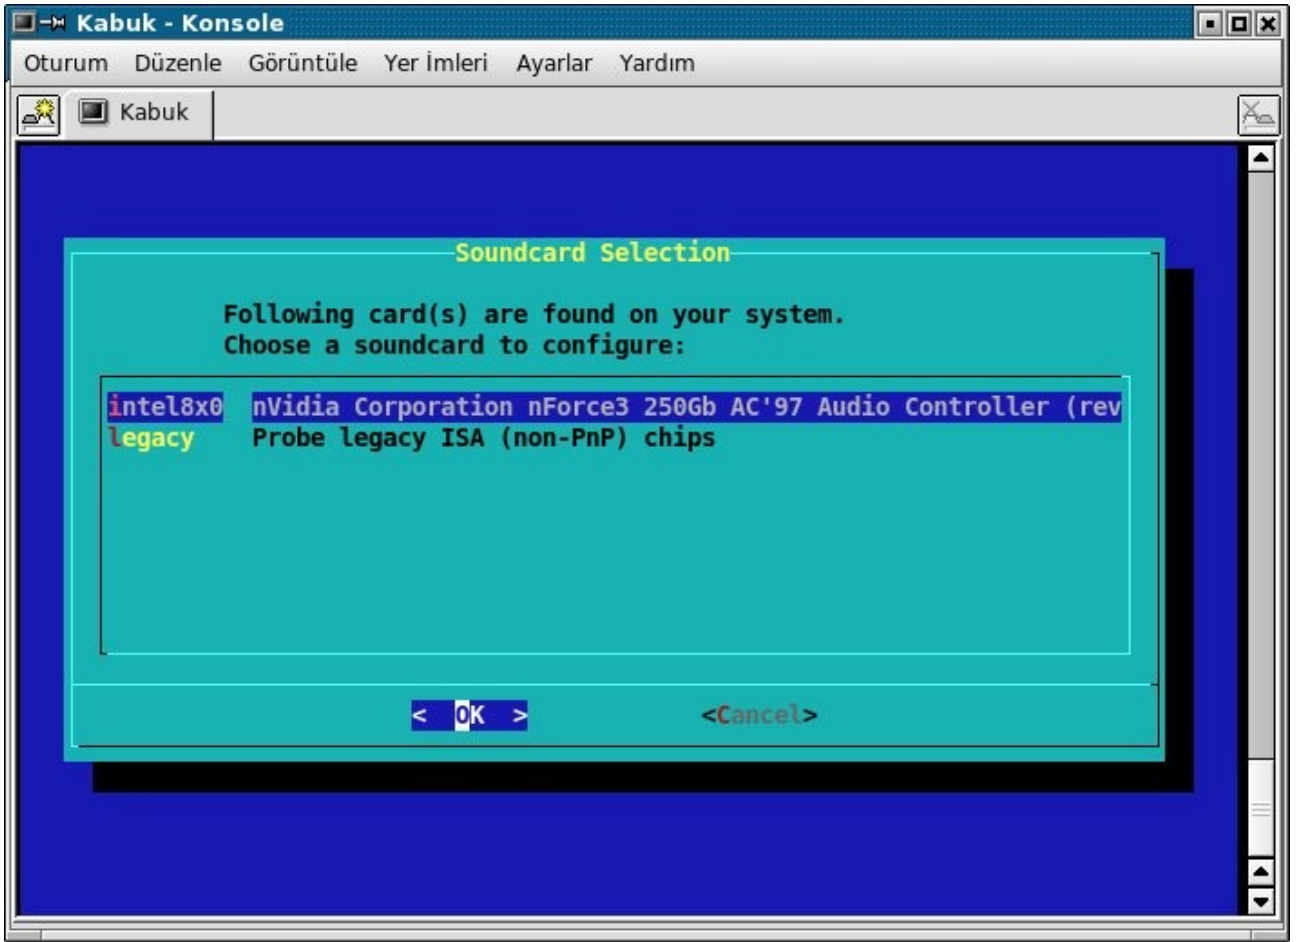 Kabuk - Konsole
Oturum Düzenle Görüntüle Yer İmleri Ayarlar Yardım
Kabuk
Soundcard Selection
Following card(s) are found on your system.
Choose a soundcard to configure:
intel8x0 nVidia Corporation nForce3 250Gb AC'97 Audio Controller (rev
legacy Probe legacy ISA (non-PnP) chips
< OK > <Cancel>